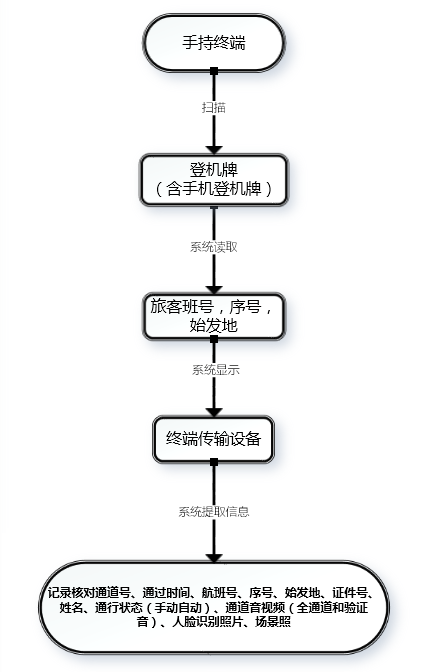 手持终端
扫描
登机牌
（含手机登机牌）
系统读取
旅客班号，序号，
始发地
系统显示
终端传输设备
系统提取信息
记录核对通道号、通过时间、航班号、序号、始发地、证件号、
姓名、通行状态（手动自动）、通道音视频（全通道和验证
音）、人脸识别照片、场景照